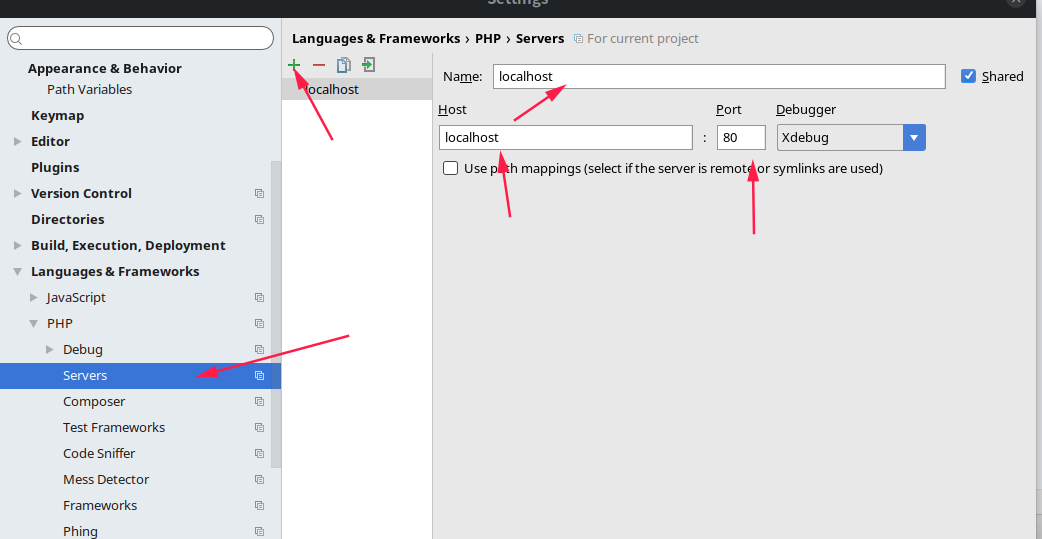 Settings
Appearance & Behavior
Path Variables
Keymap
Editor
Plugins
Version Control
Directories
Build, Execution, Deployment
Languages & Frameworks
JavaScript
PHP
Debug
Servers
Composer
Test Frameworks
Code Sniffer
Mess Detector
Frameworks
Phing
Languages & Frameworks › PHP › Servers For current project
localhost
Name: localhost Shared
Host Port Debugger
localhost : 80 Xdebug
Use path mappings (select if the server is remote or symlinks are used)